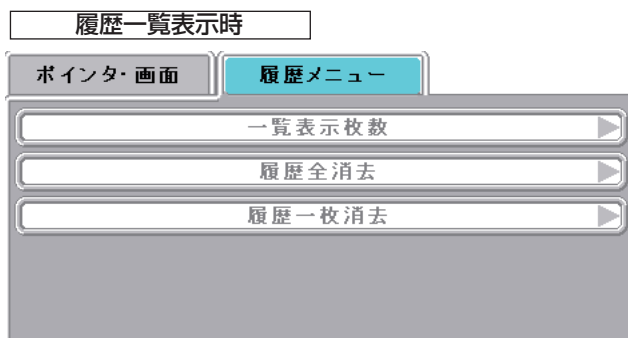 履歴一覧表示時
ポインタ・画面
履歴メニュー
一覧表示枚数
履歴全消去
履歴一枚消去